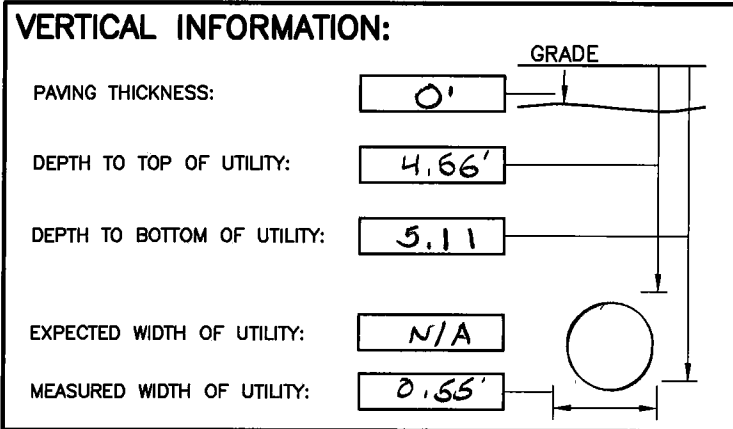 VERTICAL INFORMATION:
GRADE
PAVING THICKNESS: 0'
DEPTH TO TOP OF UTILITY: 4.56'
DEPTH TO BOTTOM OF UTILITY: 5.11
EXPECTED WIDTH OF UTILITY: N/A
MEASURED WIDTH OF UTILITY: 0.55'